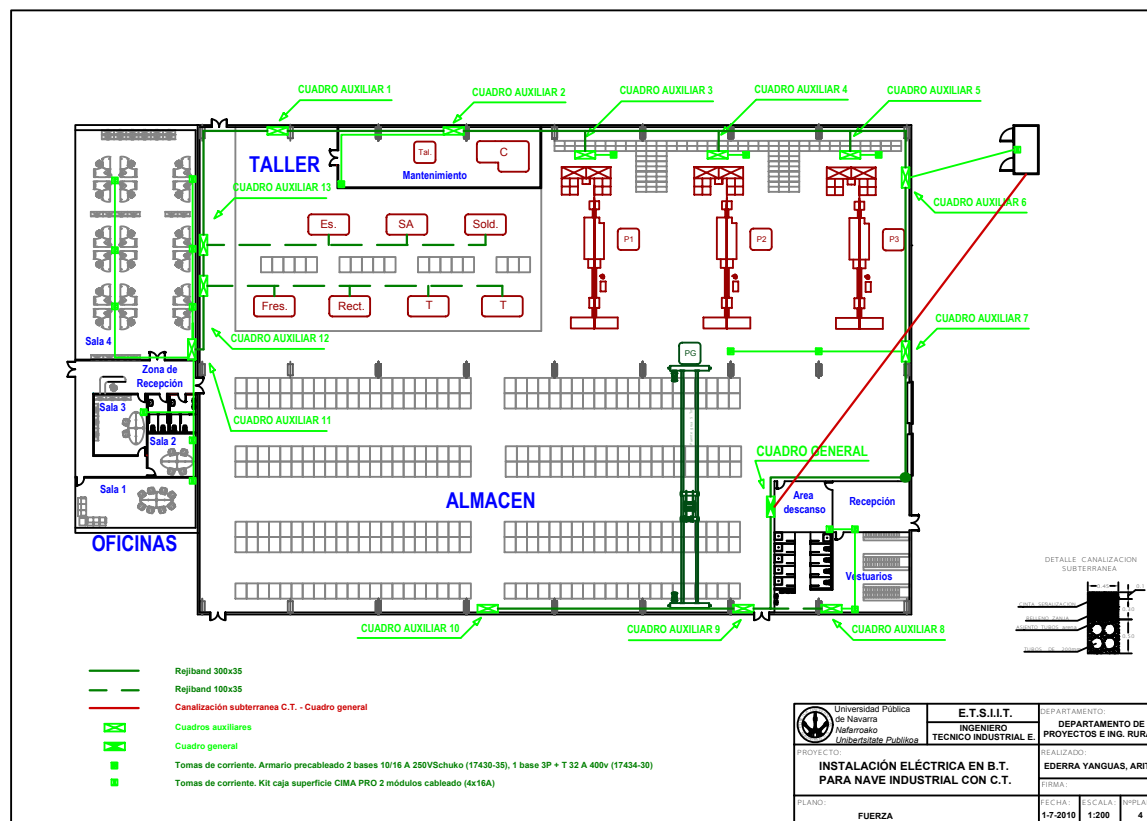 CUADRO AUXILIAR 1
CUADRO AUXILIAR 2
CUADRO AUXILIAR 3
CUADRO AUXILIAR 4
CUADRO AUXILIAR 5
TALLER
Tal.
C
Mantenimiento
CUADRO AUXILIAR 13
CUADRO AUXILIAR 6
Es.
SA
Sold.
P1
P2
P3
Fres.
Rect.
T
T
CUADRO AUXILIAR 7
CUADRO AUXILIAR 12
Sala 4
PG
Zona de
Recepción
Sala 3
CUADRO AUXILIAR 11
Sala 2
CUADRO GENERAL
Sala 1
ALMACEN
Area
descanso
Recepción
OFICINAS
Vestuarios
DETALLE CANALIZACION
SUBTERRANEA
CINTA SEÑALIZACION
RELLENO ZANJA
CUADRO AUXILIAR 10
CUADRO AUXILIAR 9
CUADRO AUXILIAR 8
Rejiband 300x35
Rejiband 100x35
Canalización subterranea C.T. - Cuadro general
Cuadros auxiliares
Cuadro general
Tomas de corriente. Armario precableado 2 bases 10/16 A 250VSchuko (17430-35), 1 base 3P + T 32 A 400v (17434-30)
Tomas de corriente. Kit caja superficie CIMA PRO 2 módulos cableado (4x16A)
Universidad Pública
de Navarra
Nafarroako
Unibertsitate Publikoa
E.T.S.I.I.T.
INGENIERO
TECNICO INDUSTRIAL E.
DEPARTAMENTO:
DEPARTAMENTO DE
PROYECTOS E ING. RURA
PROYECTO:
INSTALACIÓN ELÉCTRICA EN B.T.
PARA NAVE INDUSTRIAL CON C.T.
REALIZADO:
EDERRA YANGUAS, ARIT
FIRMA:
PLANO:
FUERZA
FECHA:
1-7-2010
ESCALA:
1:200
NºPLA
4